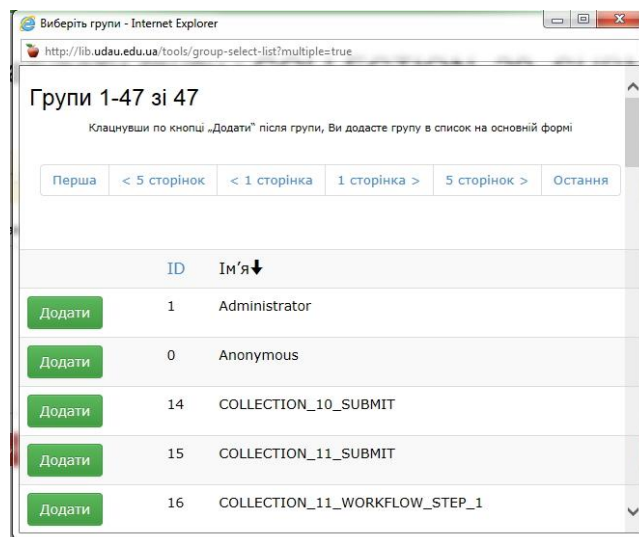 Виберіть групи - Internet Explorer
http://lib.udau.edu.ua/tools/group-select-list?multiple=true
Групи 1-47 зі 47
Клацнувши по кнопці „Додати“ після групи, Ви додасте групу в список на основній формі
Перша < 5 сторінок < 1 сторінка 1 сторінка > 5 сторінок > Остання
ID Ім’я
Додати 1 Administrator
Додати 0 Anonymous
Додати 14 COLLECTION_10_SUBMIT
Додати 15 COLLECTION_11_SUBMIT
Додати 16 COLLECTION_11_WORKFLOW_STEP_1